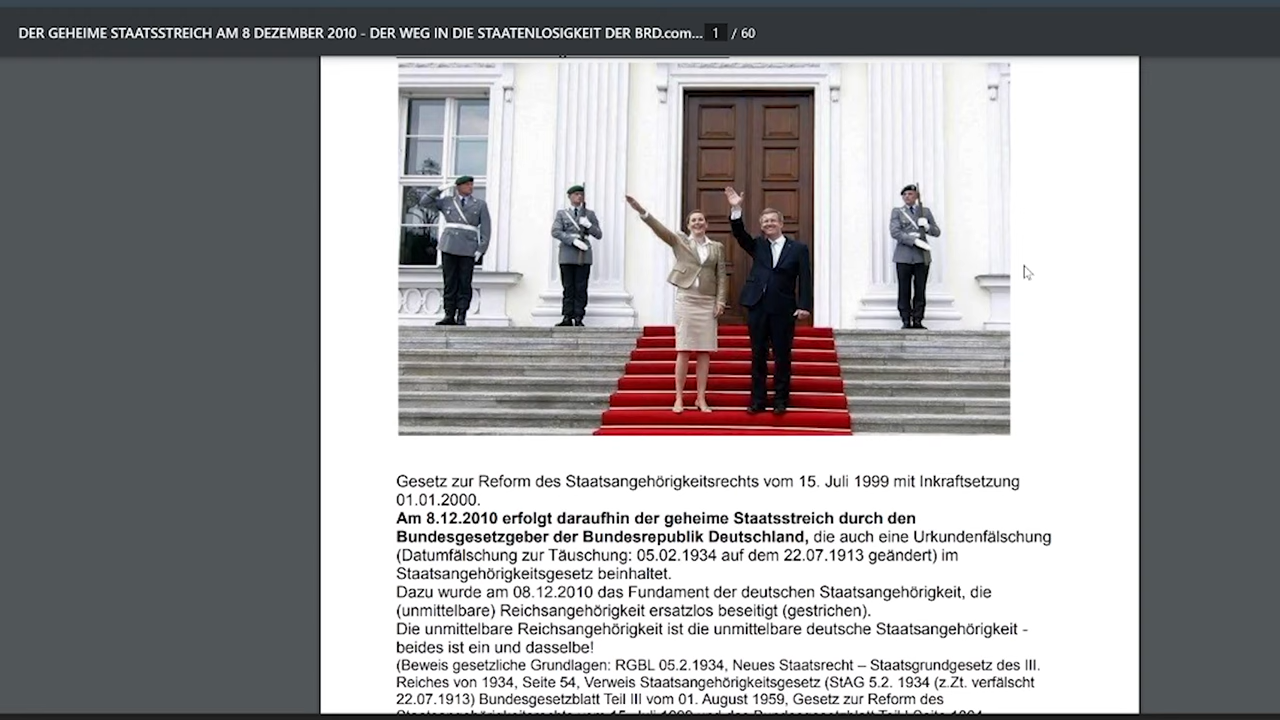 DER GEHEIME STAATSSTREICH AM 8 DEZEMBER 2010 - DER WEG IN DIE STAATENLOSIGKEIT DER BRD.com... 1 / 60
Gesetz zur Reform des Staatsangehörigkeitsrechts vom 15. Juli 1999 mit Inkraftsetzung
01.01.2000.
Am 8.12.2010 erfolgt daraufhin der geheime Staatsstreich durch den
Bundesgesetzgeber der Bundesrepublik Deutschland, die auch eine Urkundenfälschung
(Datumfälschung zur Täuschung: 05.02.1934 auf dem 22.07.1913 geändert) im
Staatsangehörigkeitsgesetz beinhaltet.
Dazu wurde am 08.12.2010 das Fundament der deutschen Staatsangehörigkeit, die
(unmittelbare) Reichsangehörigkeit ersatzlos beseitigt (gestrichen).
Die unmittelbare Reichsangehörigkeit ist die unmittelbare deutsche Staatsangehörigkeit -
beides ist ein und dasselbe!
(Beweis gesetzliche Grundlagen: RGBL 05.2.1934, Neues Staatsrecht – Staatsgrundgesetz des III.
Reiches von 1934, Seite 54, Verweis Staatsangehörigkeitsgesetz (StAG 5.2. 1934 (z.Zt. verfälscht
22.07.1913) Bundesgesetzblatt Teil III vom 01. August 1959, Gesetz zur Reform des